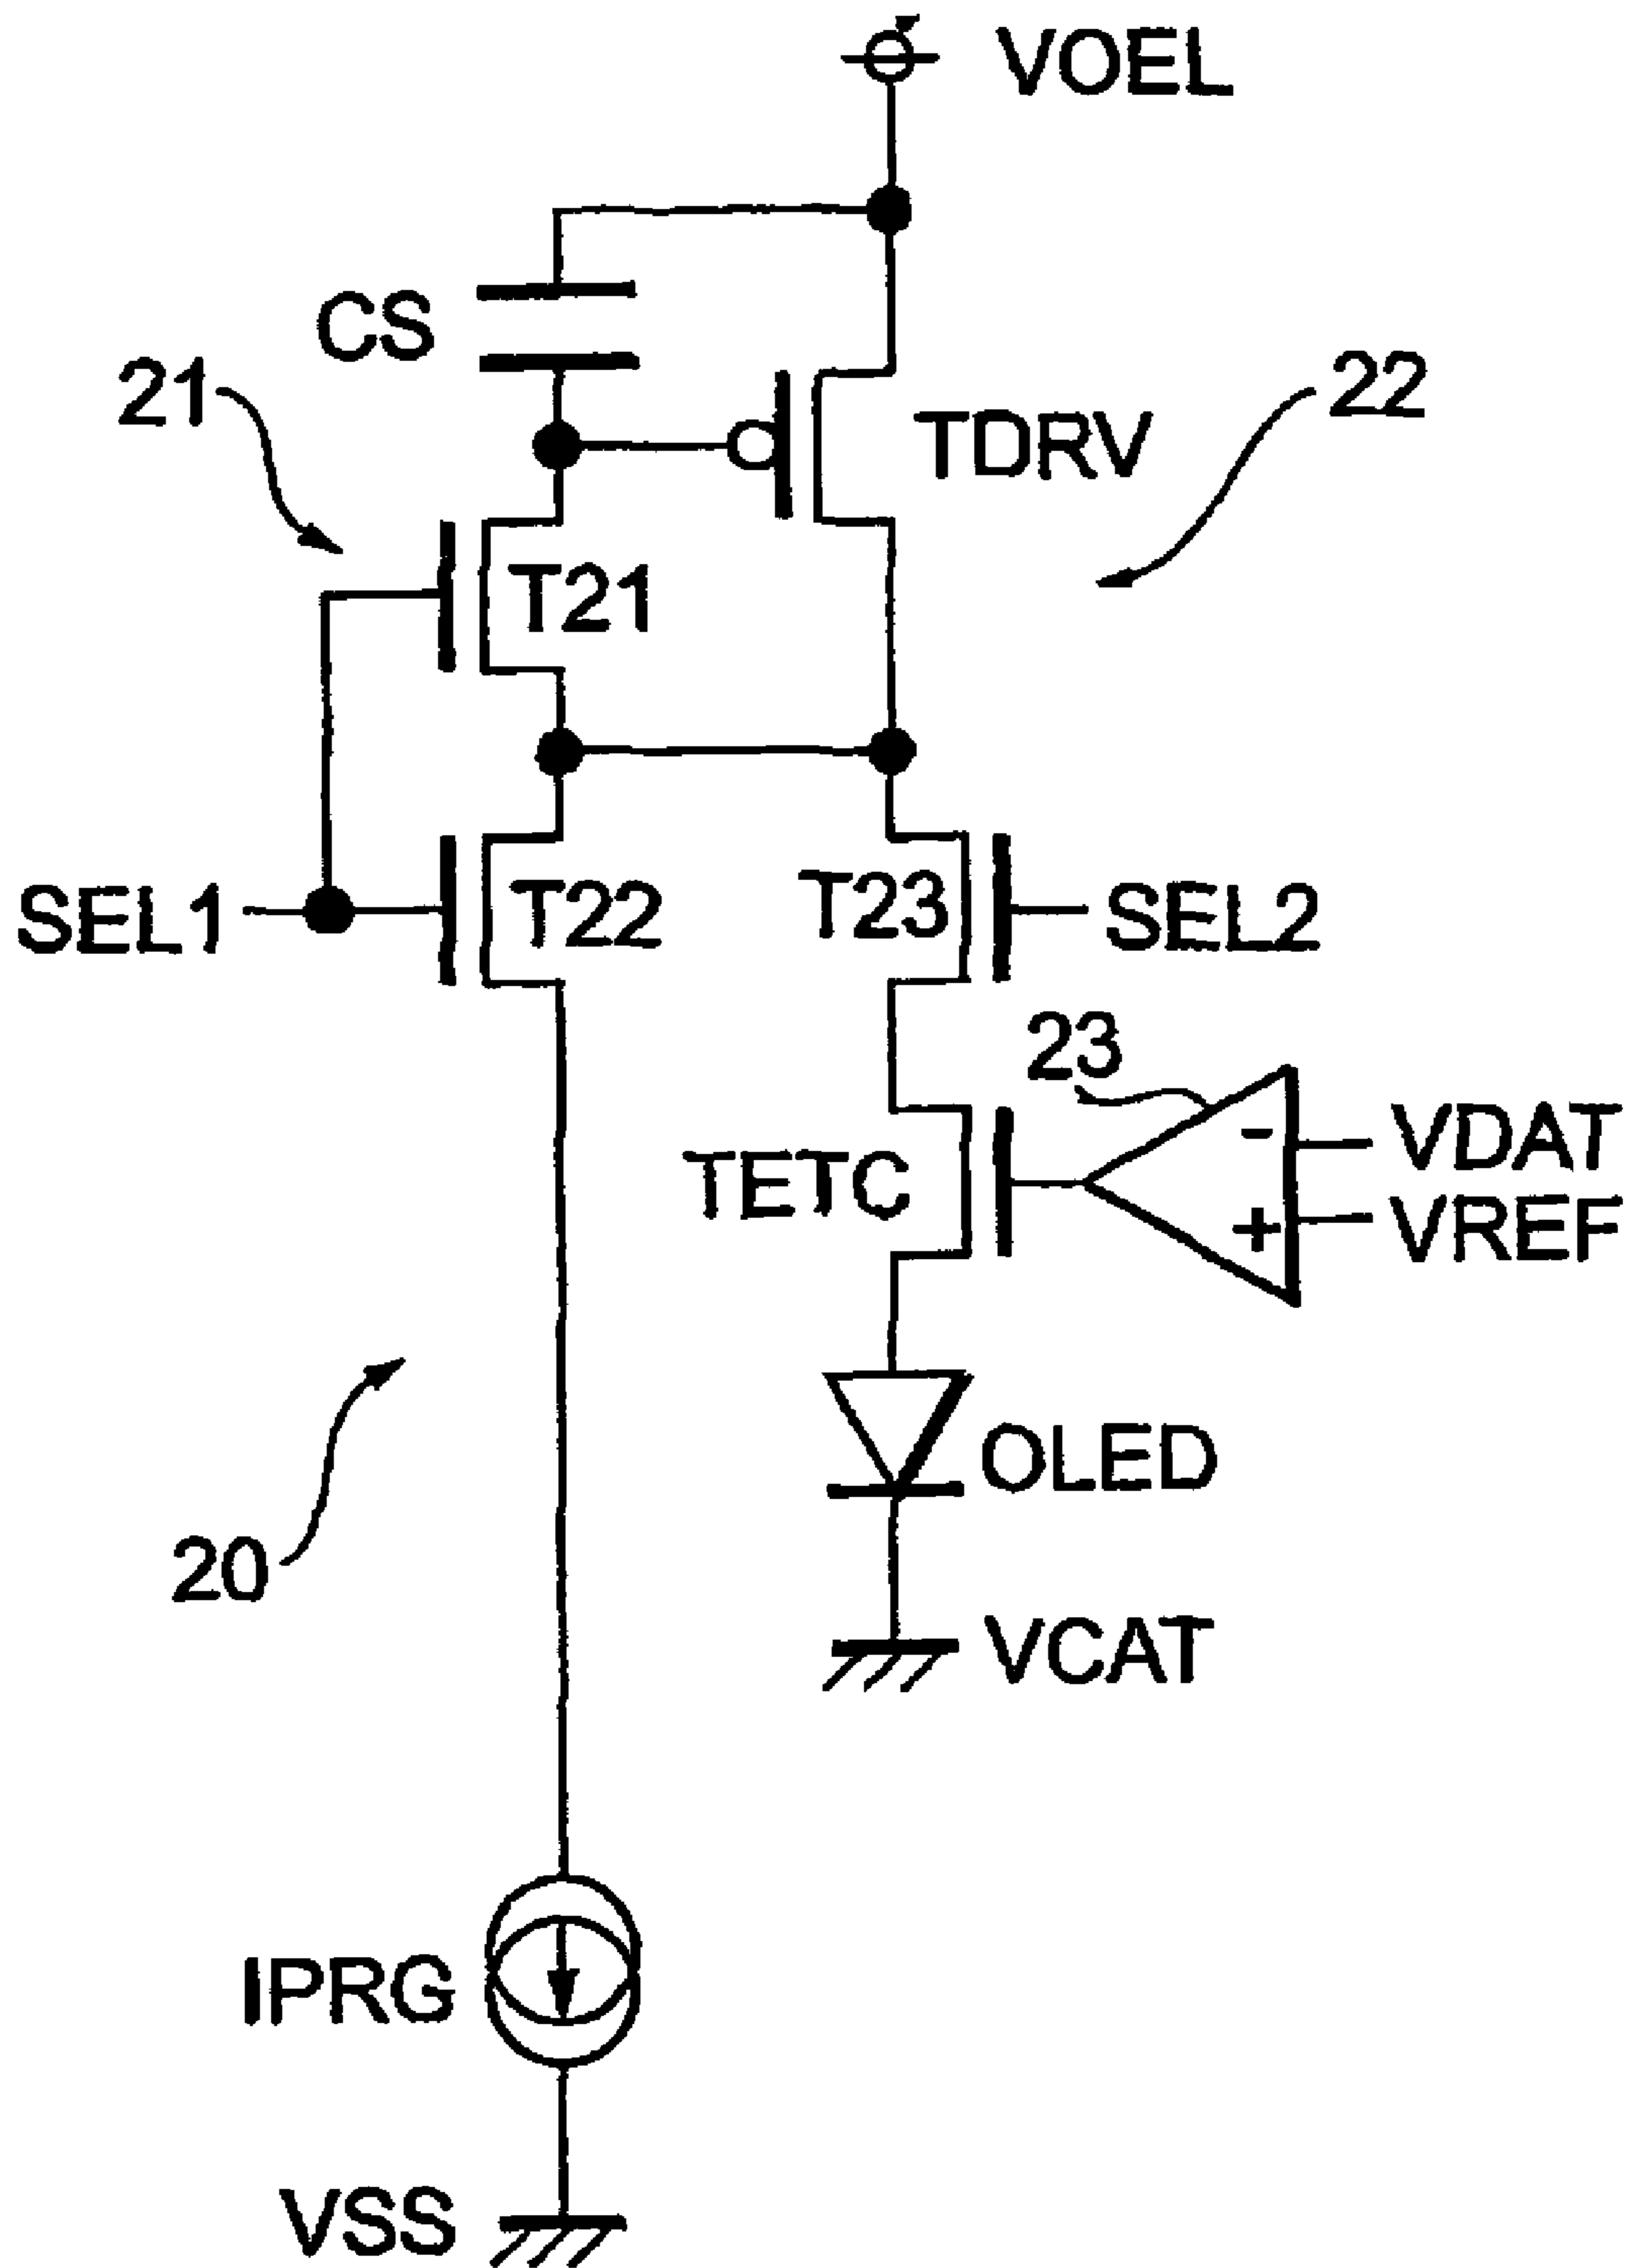 VOEL
CS
21
22
TDRV
T21
SEL1
T22
T23
SEL2
23
-
VDAT
TETC
+
VREF
OLED
20
VCAT
IPRG
VSS